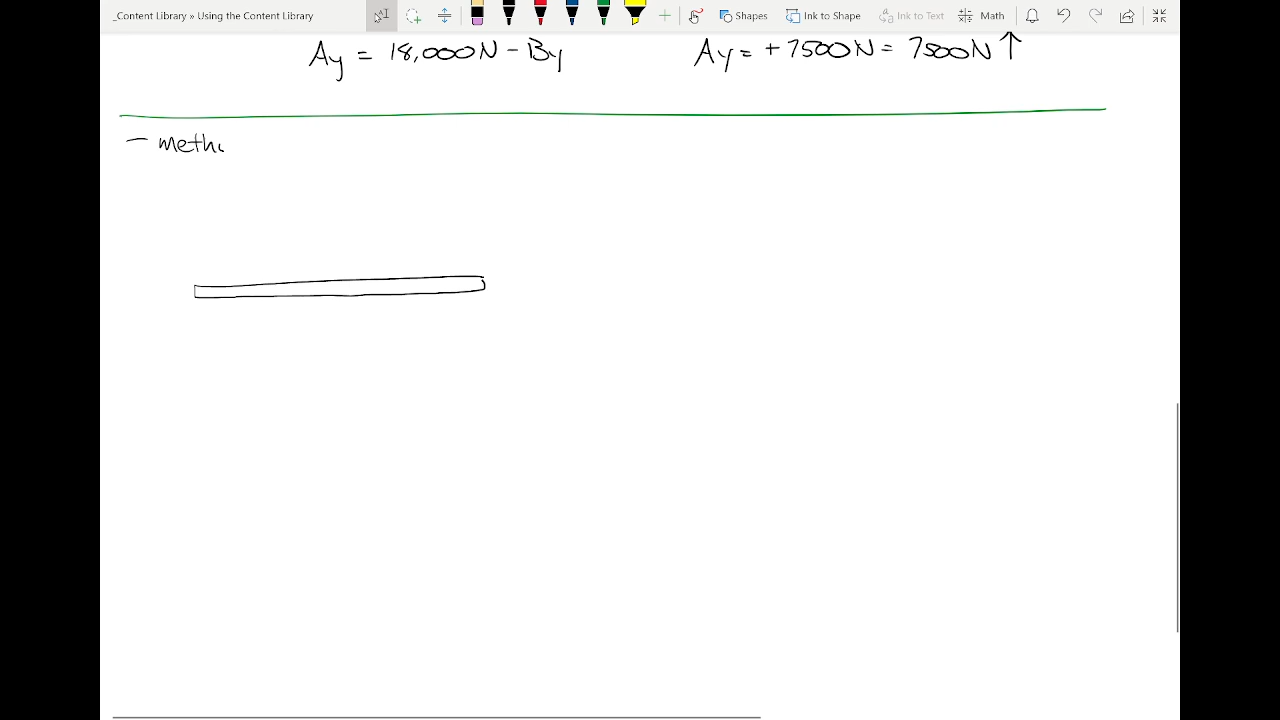 _Content Library » Using the Content Library Shapes Ink to Shape Ink to Text Math
Ay = 18,000N - By Ay = + 7500N = 7500N ↑
- meth